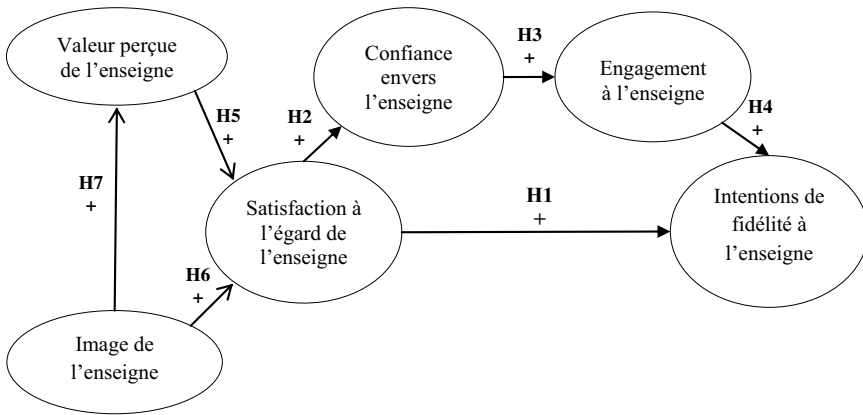 Valeur perçue
de l'enseigne
Confiance
envers
l'enseigne
H3
+
Engagement
à l'enseigne
H5
+
H2
+
H4
+
H7
+
Satisfaction à
l'égard de
l'enseigne
H1
+
Intentions de
fidélité à
l'enseigne
H6
+
Image de
l'enseigne